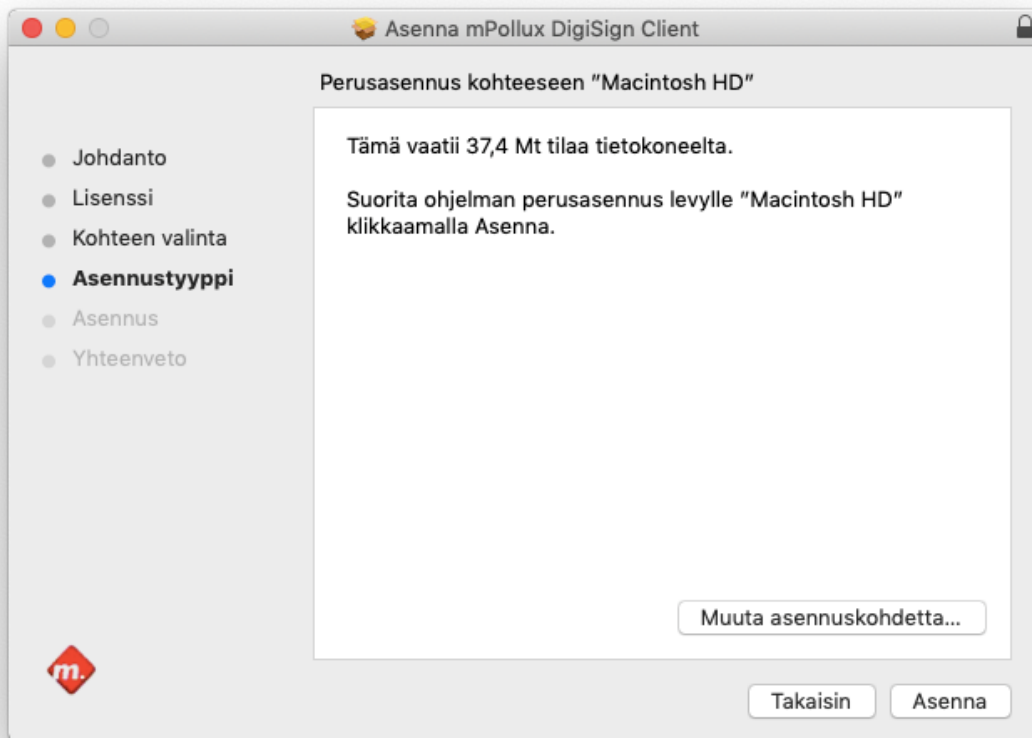 Asenna mPollux DigiSign Client
Perusasennus kohteeseen ”Macintosh HD”
Johdanto
Lisenssi
Kohteen valinta
Asennustyyppi
Asennus
Yhteenveto
Tämä vaatii 37,4 Mt tilaa tietokoneelta.
Suorita ohjelman perusasennus levylle ”Macintosh HD”
klikkaamalla Asenna.
Muuta asennuskohdetta...
m.
Takaisin
Asenna